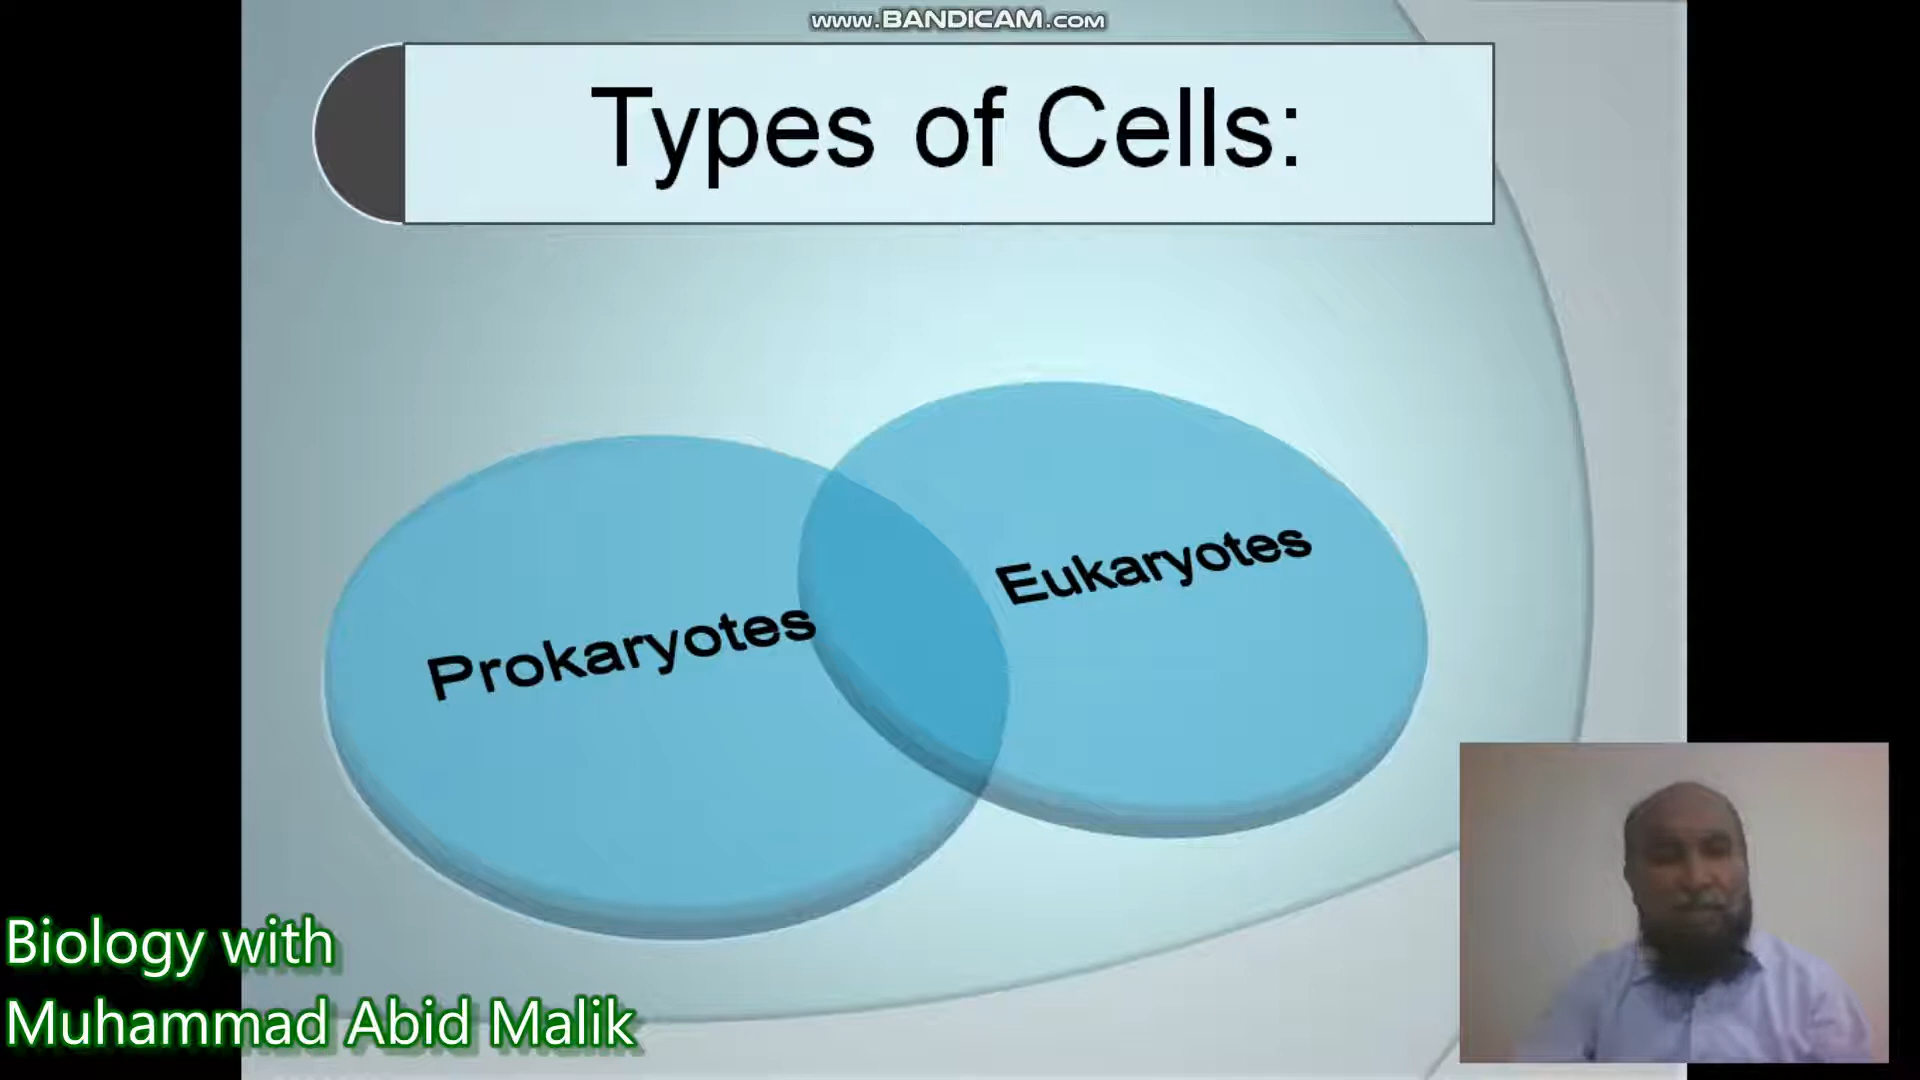 www.BANDICAM.com
Types of Cells:
Eukaryotes
Prokaryotes
Biology with
Muhammad Abid Malik